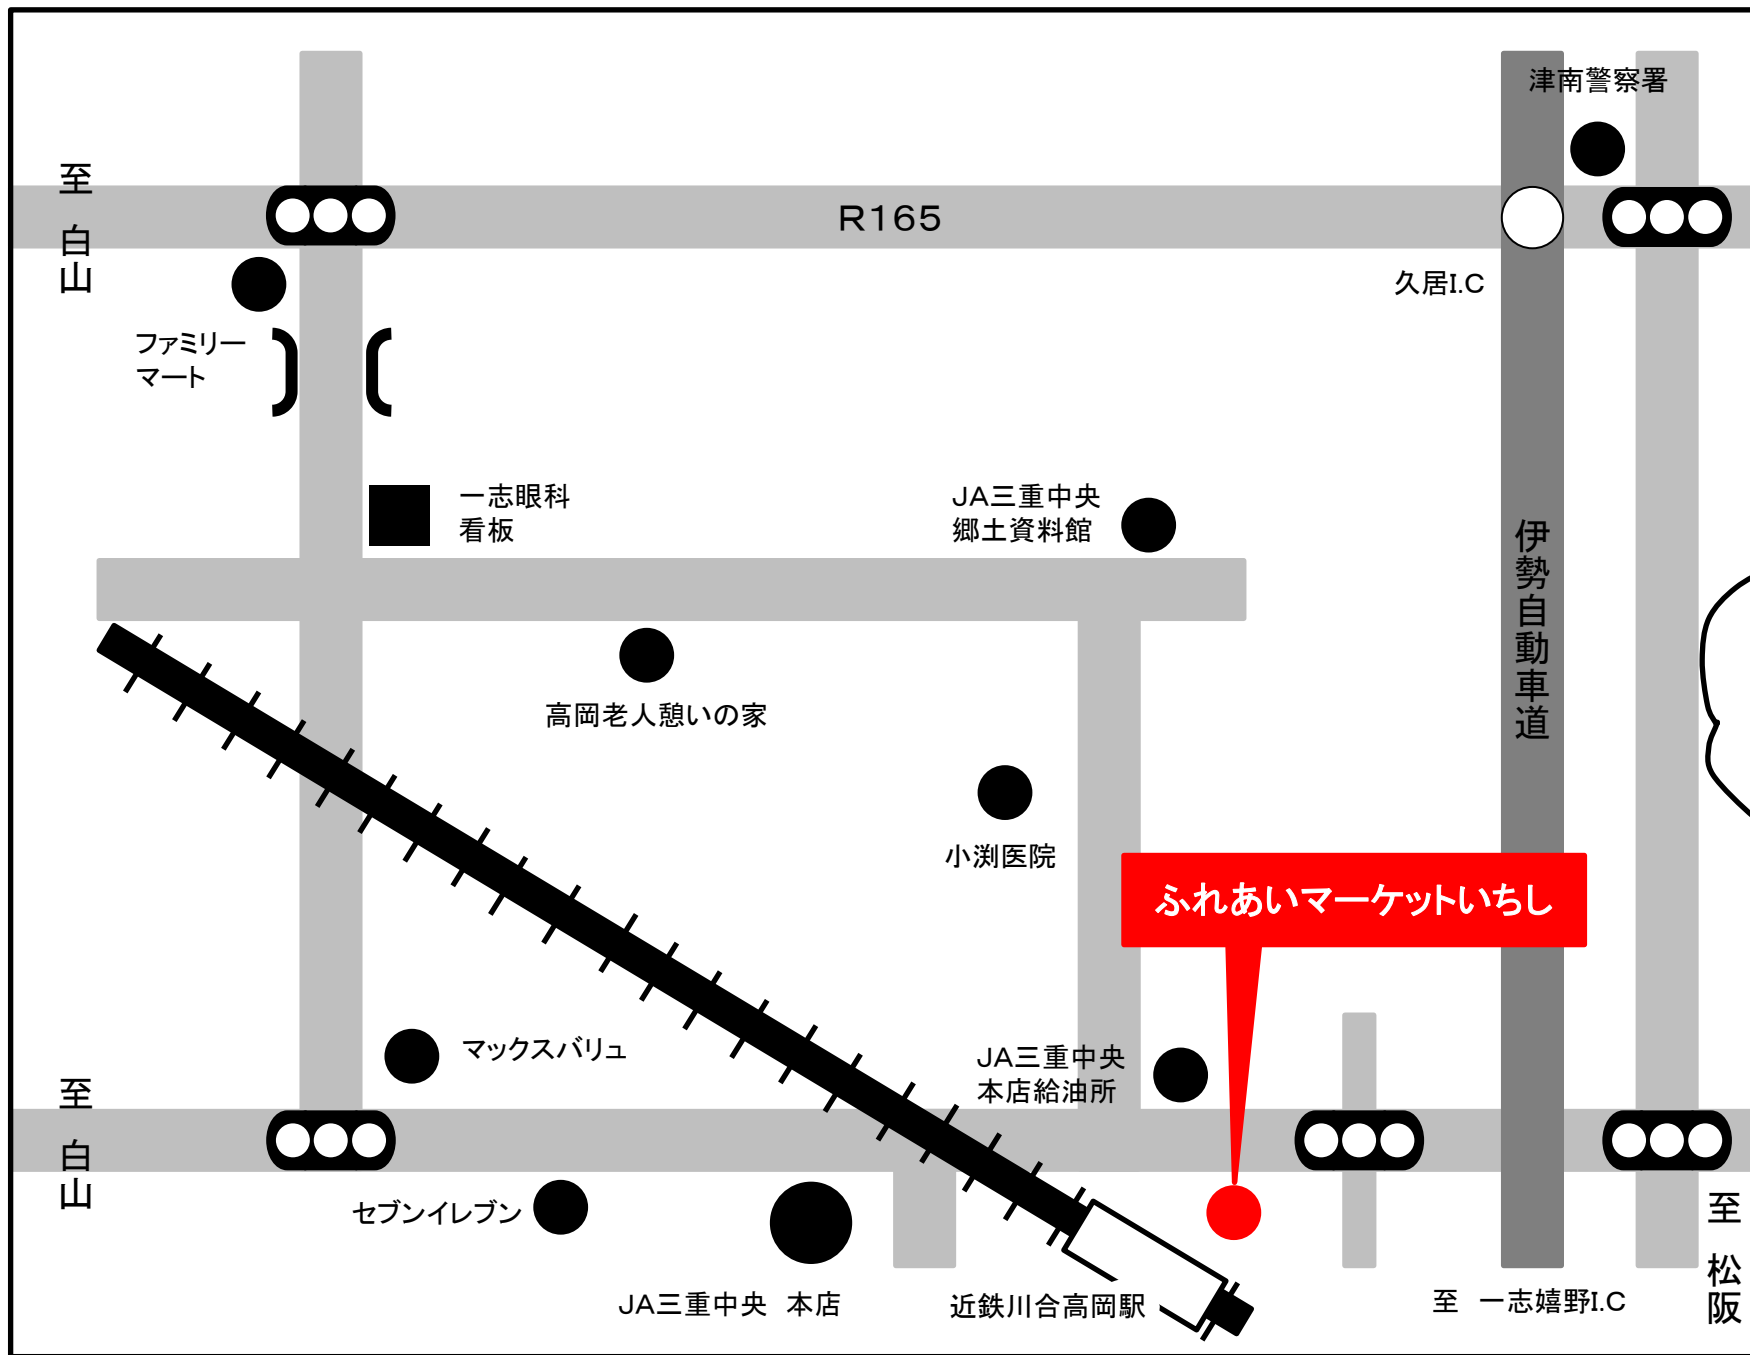 津南警察署
至 白山
R165
久居I.C
ファミリー
マート
一志眼科
看板
JA三重中央
郷土資料館
伊勢自動車道
高岡老人憩いの家
小渕医院
ふれあいマーケットいちし
マックスバリュ
JA三重中央
本店給油所
至 白山
セブンイレブン
JA三重中央 本店
近鉄川合高岡駅
至 一志嬉野I.C
至 松阪